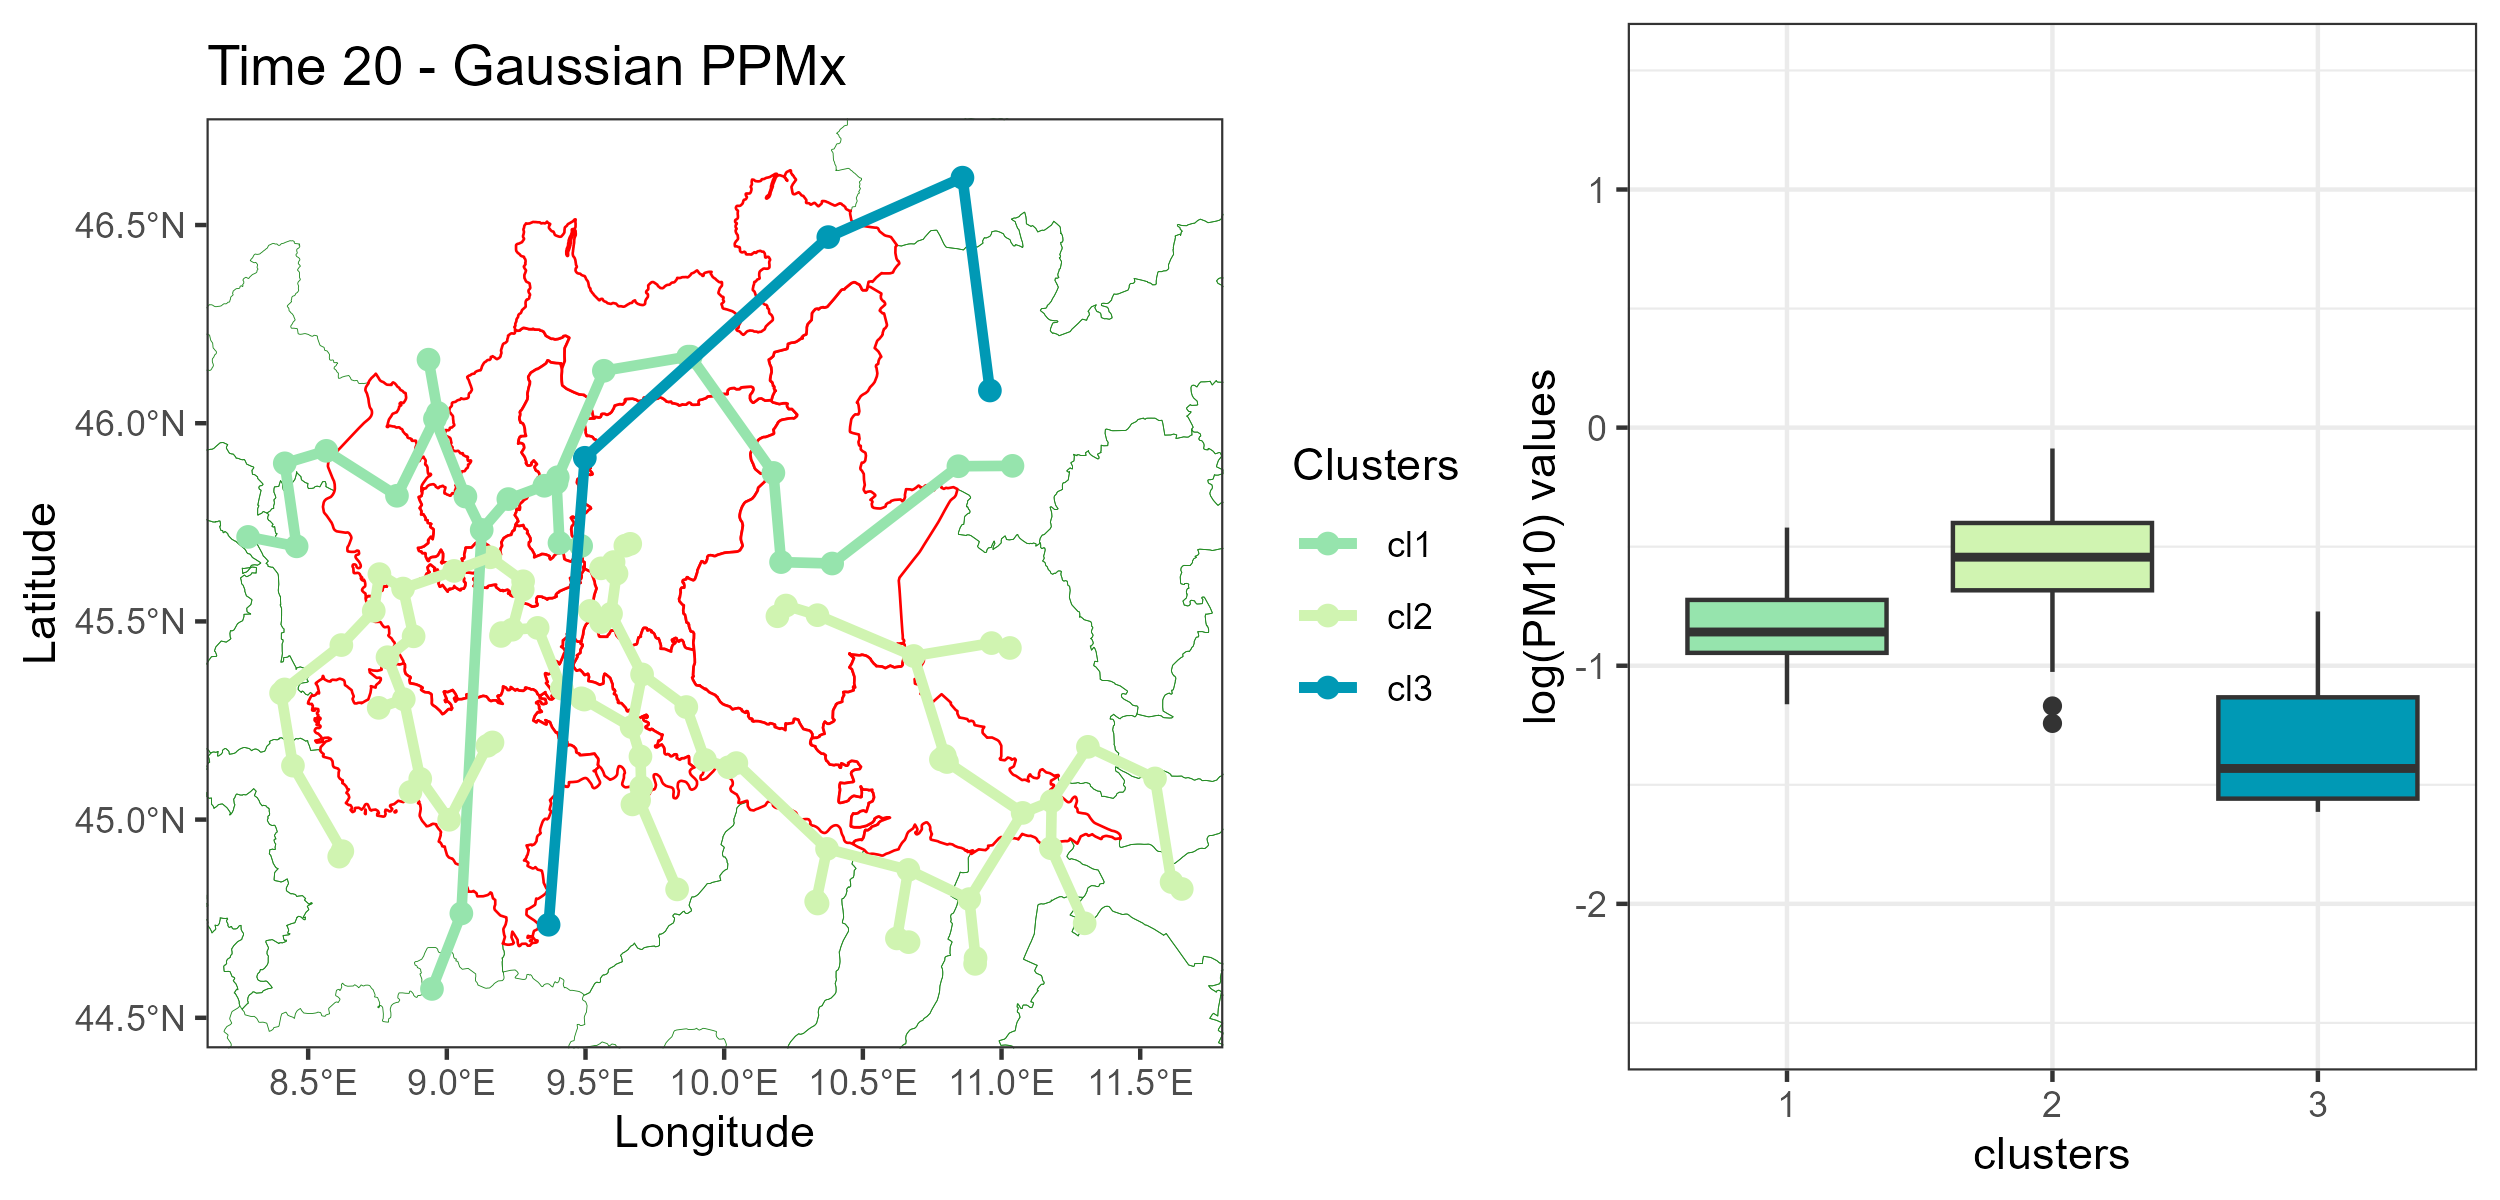 Time 20 - Gaussian PPMx
Latitude
46.5°N
46.0°N
45.5°N
45.0°N
44.5°N
8.5°E 9.0°E 9.5°E 10.0°E 10.5°E 11.0°E 11.5°E
Longitude
Clusters
cl1
cl2
cl3
log(PM10) values
1
0
-1
-2
1 2 3
clusters